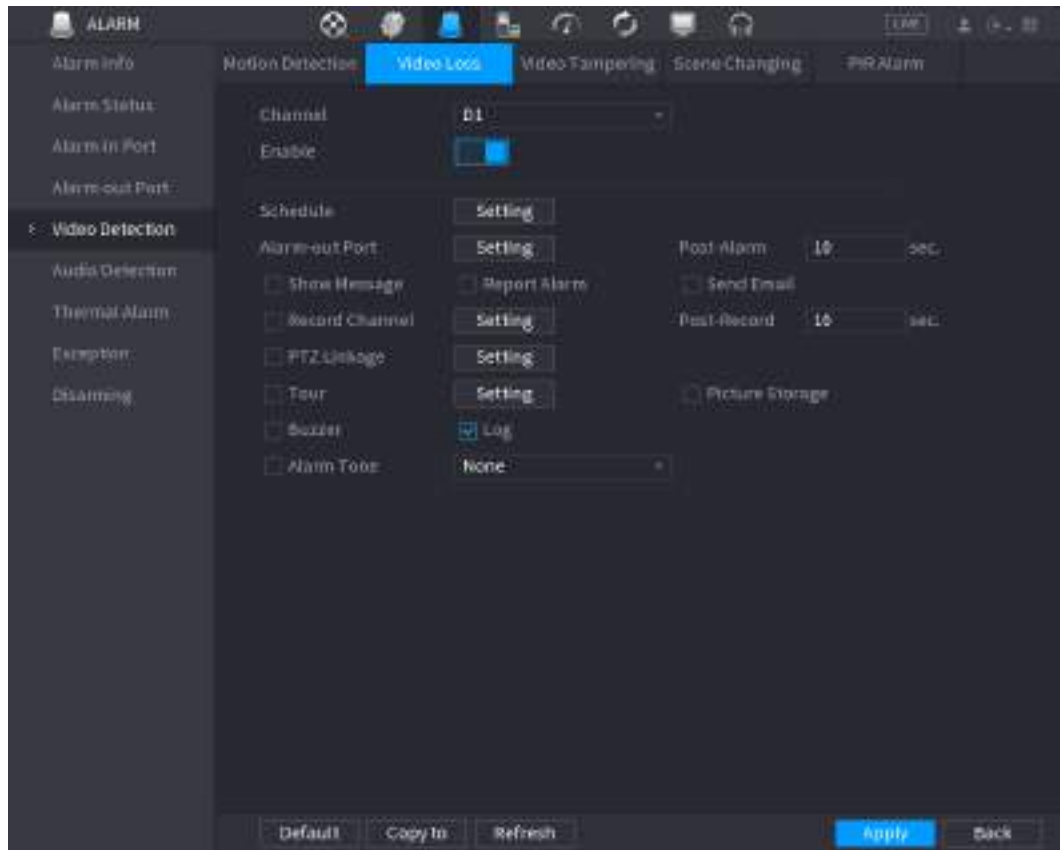 ALARM
LIVE
Alarm Info
Motion Detection Video Loss Video Tampering Scene Changing PIR Alarm
Alarm Status
Channel D1
Alarm-in Port
Enable
Alarm-out Port
Video Detection
Schedule Setting
Alarm-out Port Setting Post-Alarm 10 sec.
Audio Detection
Show Message Report Alarm Send Email
Thermal Alarm
Record Channel Setting Post-Record 10 sec.
Exception
PTZ Linkage Setting
Disarming
Tour Setting Picture Storage
Buzzer Log
Alarm Tone None
Default Copy to Refresh Apply Back